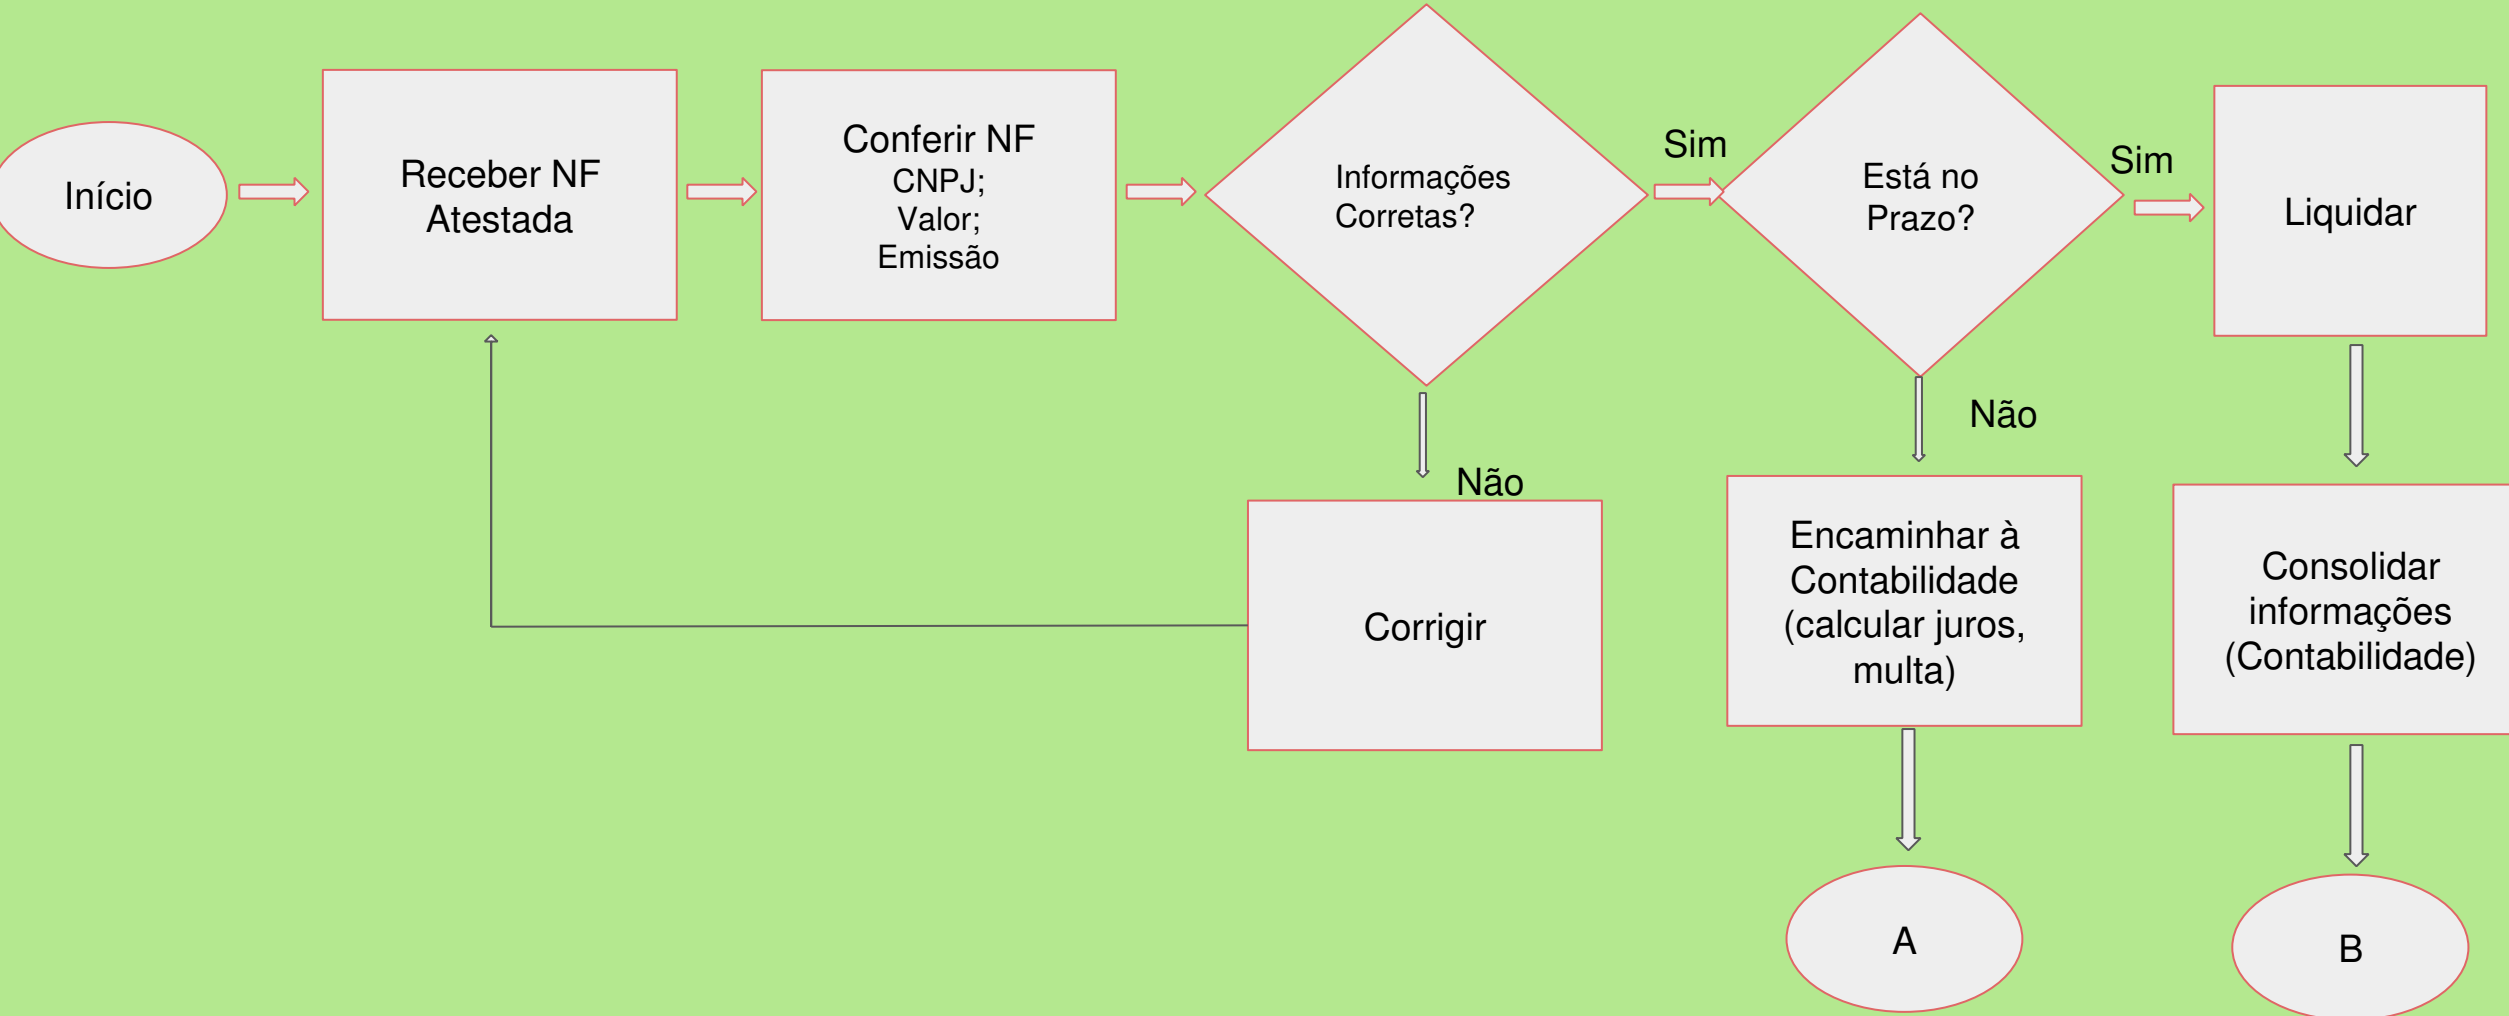 Início
Receber NF
Atestada
Conferir NF
CNPJ;
Valor;
Emissão
Informações
Corretas?
Sim
Está no
Prazo?
Sim
Liquidar
Não
Corrigir
Não
Encaminhar à
Contabilidade
(calcular juros,
multa)
Consolidar
informações
(Contabilidade)
A
B